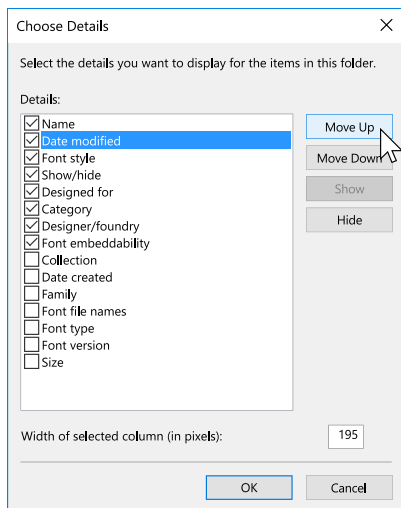 Choose Details
Select the details you want to display for the items in this folder.
Details:
Name
Date modified
Font style
Show/hide
Designed for
Category
Designer/foundry
Font embeddability
Collection
Date created
Family
Font file names
Font type
Font version
Size
Move Up
Move Down
Show
Hide
Width of selected column (in pixels):
195
OK
Cancel